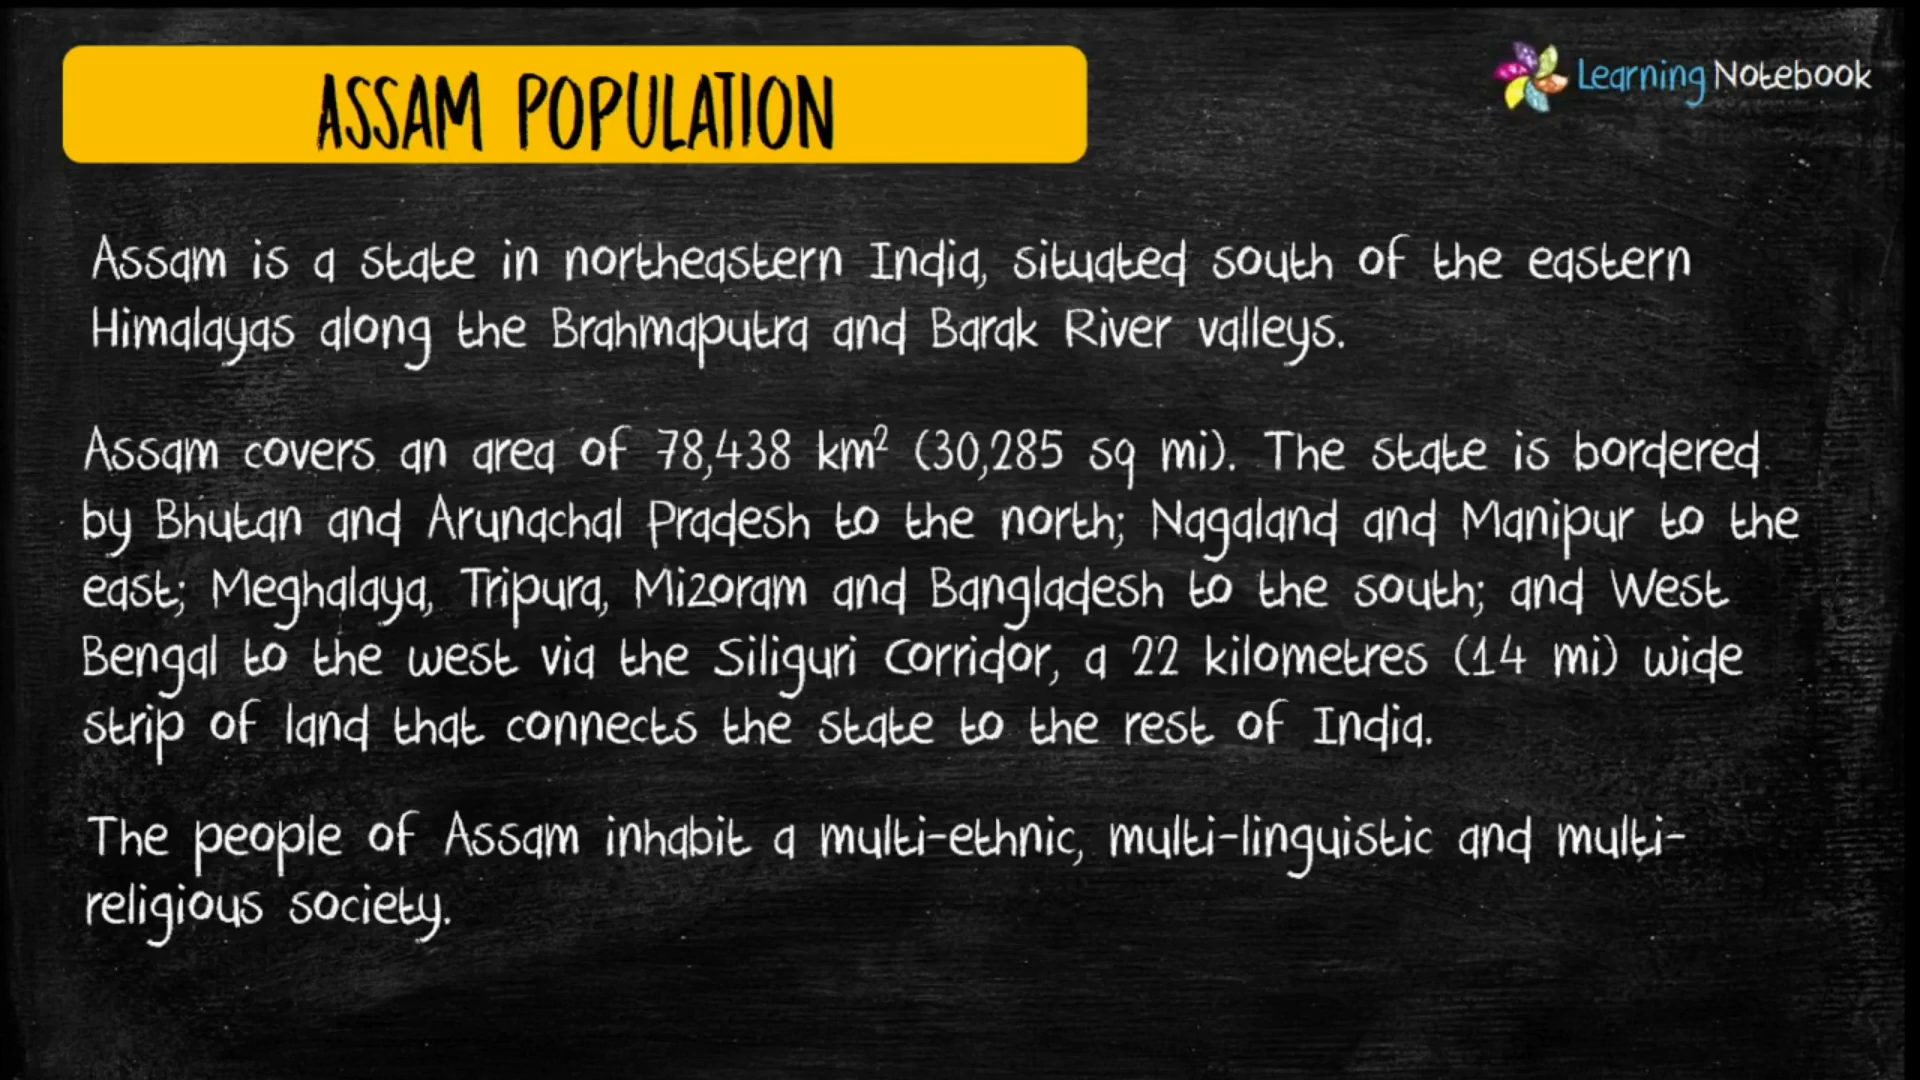 ASSAM POPULATION
Learning Notebook
Assam is a state in northeastern India, situated south of the eastern
Himalayas along the Brahmaputra and Barak River valleys.
Assam covers an area of 78,438 km² (30,285 sq mi). The state is bordered
by Bhutan and Arunachal Pradesh to the north; Nagaland and Manipur to the
east; Meghalaya, Tripura, Mizoram and Bangladesh to the south; and West
Bengal to the west via the Siliguri Corridor, a 22 kilometres (14 mi) wide
strip of land that connects the state to the rest of India.
The people of Assam inhabit a multi-ethnic, multi-linguistic and multi-
religious society.